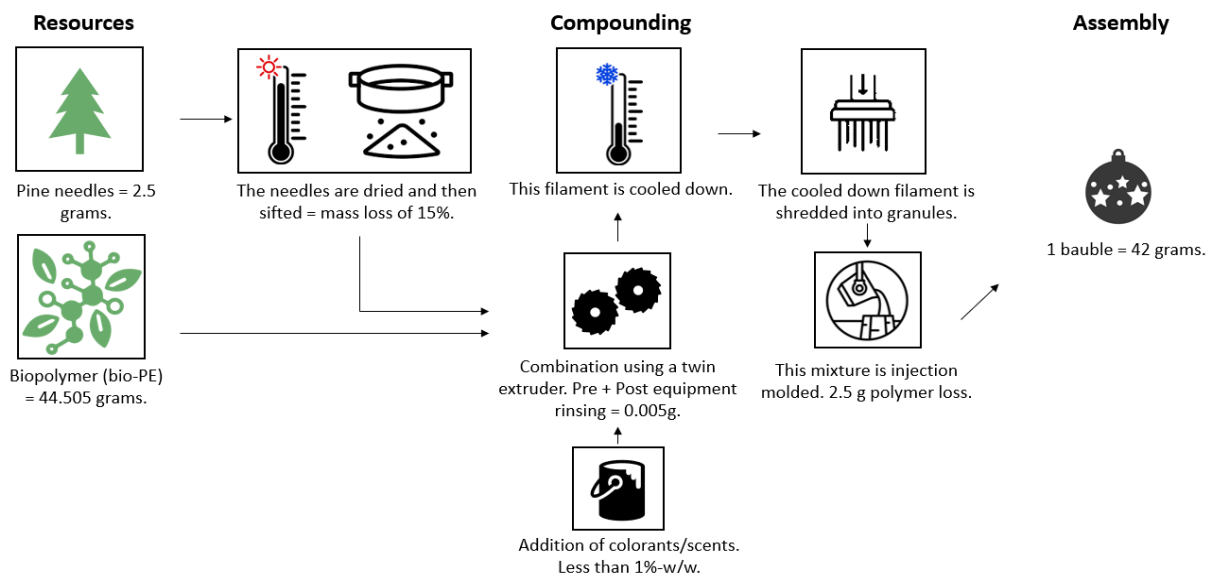 Resources
Compounding
Assembly
Pine needles = 2.5
grams.
The needles are dried and then
sifted = mass loss of 15%.
This filament is cooled down.
The cooled down filament is
shredded into granules.
1 bauble = 42 grams.
Biopolymer (bio-PE)
= 44.505 grams.
Combination using a twin
extruder. Pre + Post equipment
rinsing = 0.005g.
This mixture is injection
molded. 2.5 g polymer loss.
Addition of colorants/scents.
Less than 1%-w/w.